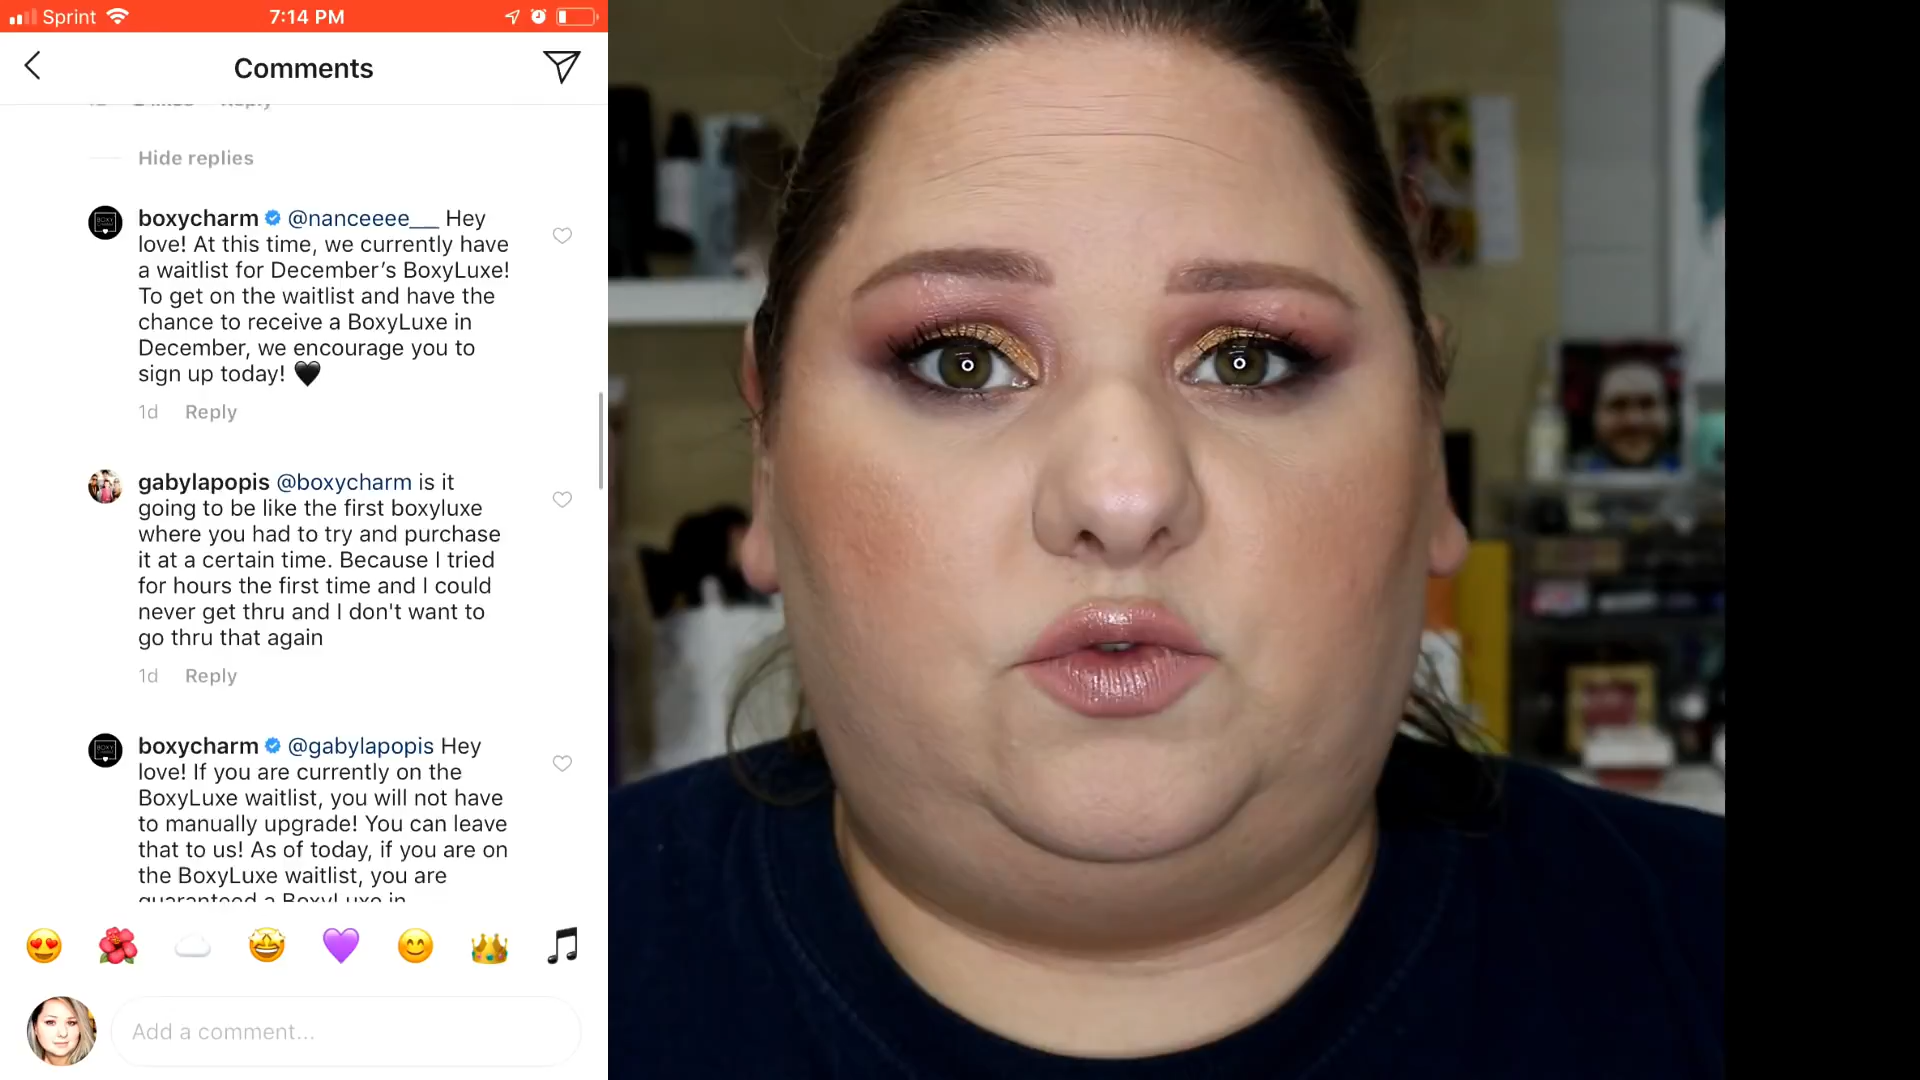 Sprint 7:14 PM
Comments
Reply
Hide replies
boxycharm @nanceeee__ Hey
love! At this time, we currently have
a waitlist for December’s BoxyLuxe!
To get on the waitlist and have the
chance to receive a BoxyLuxe in
December, we encourage you to
sign up today! 🖤
1d Reply
gabylapopis @boxycharm is it
going to be like the first boxyluxe
where you had to try and purchase
it at a certain time. Because I tried
for hours the first time and I could
never get thru and I don't want to
go thru that again
1d Reply
boxycharm @gabylapopis Hey
love! If you are currently on the
BoxyLuxe waitlist, you will not have
to manually upgrade! You can leave
that to us! As of today, if you are on
the BoxyLuxe waitlist, you are
guaranteed a BoxyLuxe in
😍 🌺 ☁️ 🤩 💜 😊 👑 🎵
Add a comment...